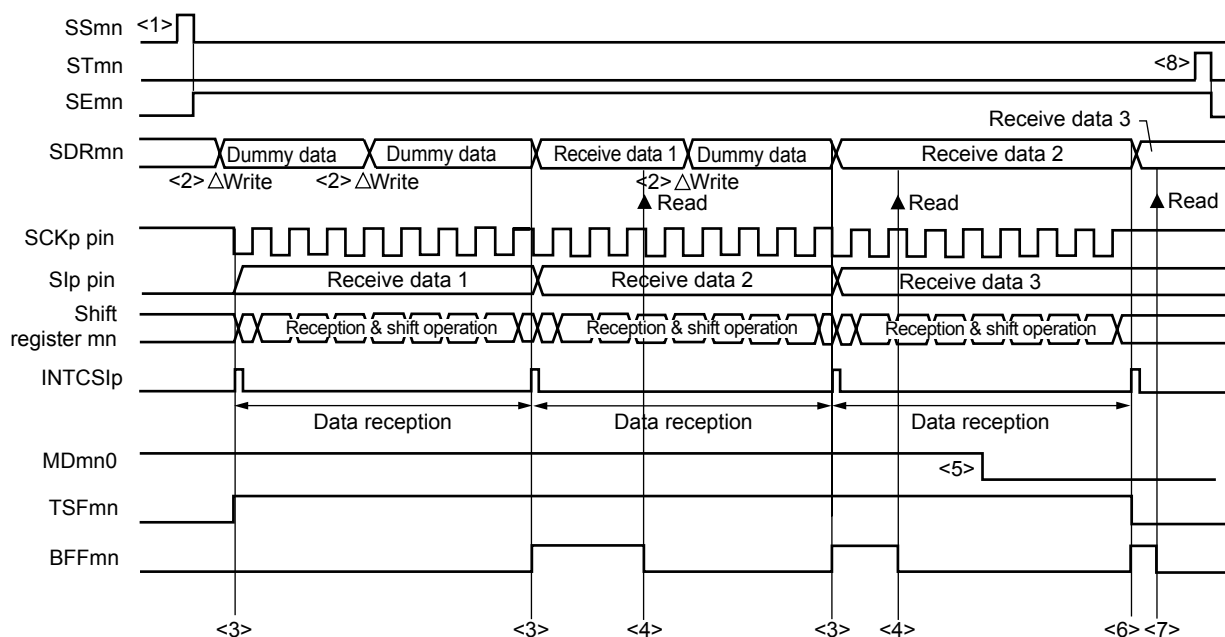 SSmn <1>
STmn <8>
SEmn
Receive data 3
SDRmn Dummy data Dummy data Receive data 1 Dummy data Receive data 2
<2> △Write <2> △Write <2> △Write
▲ Read ▲ Read ▲ Read
SCKp pin
SIp pin Receive data 1 Receive data 2 Receive data 3
Shift
register mn Reception & shift operation Reception & shift operation Reception & shift operation
INTCSIp
Data reception Data reception Data reception
MDmn0 <5>
TSFmn
BFFmn
<3> <3> <4> <3> <4> <6> <7>